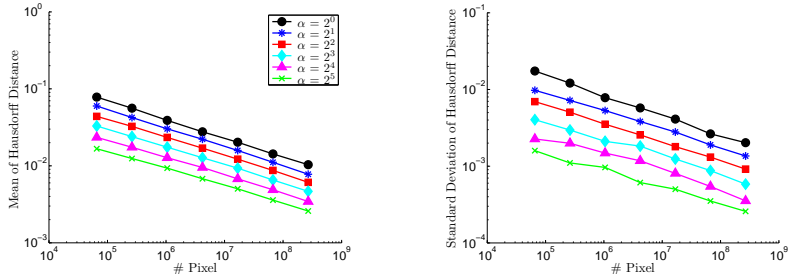 10^0
10^-1
10^-2
10^-3
10^4 10^5 10^6 10^7 10^8 10^9
# Pixel
Mean of Hausdorff Distance
α = 2^0
α = 2^1
α = 2^2
α = 2^3
α = 2^4
α = 2^5
10^-1
10^-2
10^-3
10^-4
10^4 10^5 10^6 10^7 10^8 10^9
# Pixel
Standard Deviation of Hausdorff Distance